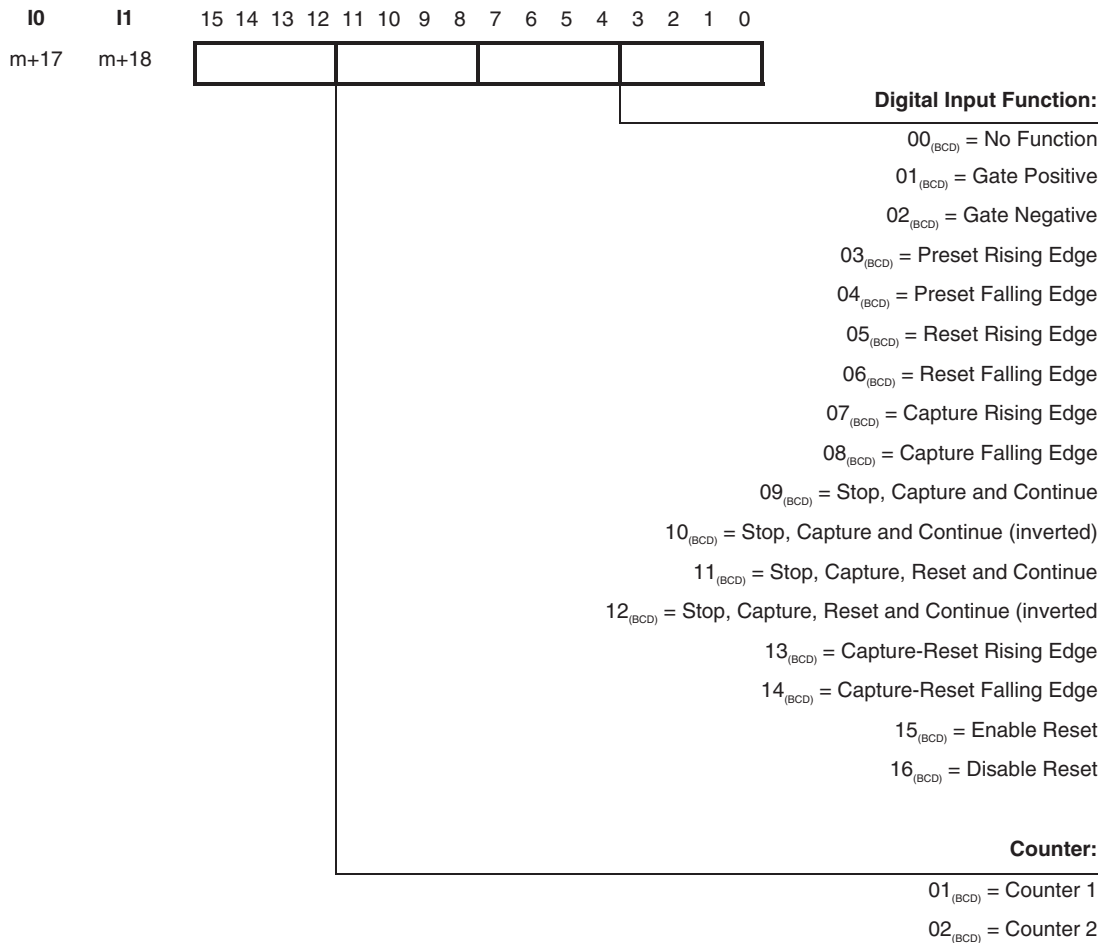 I0 I1 15 14 13 12 11 10 9 8 7 6 5 4 3 2 1 0
m+17 m+18
Digital Input Function:
00(BCD) = No Function
01(BCD) = Gate Positive
02(BCD) = Gate Negative
03(BCD) = Preset Rising Edge
04(BCD) = Preset Falling Edge
05(BCD) = Reset Rising Edge
06(BCD) = Reset Falling Edge
07(BCD) = Capture Rising Edge
08(BCD) = Capture Falling Edge
09(BCD) = Stop, Capture and Continue
10(BCD) = Stop, Capture and Continue (inverted)
11(BCD) = Stop, Capture, Reset and Continue
12(BCD) = Stop, Capture, Reset and Continue (inverted
13(BCD) = Capture-Reset Rising Edge
14(BCD) = Capture-Reset Falling Edge
15(BCD) = Enable Reset
16(BCD) = Disable Reset
Counter:
01(BCD) = Counter 1
02(BCD) = Counter 2